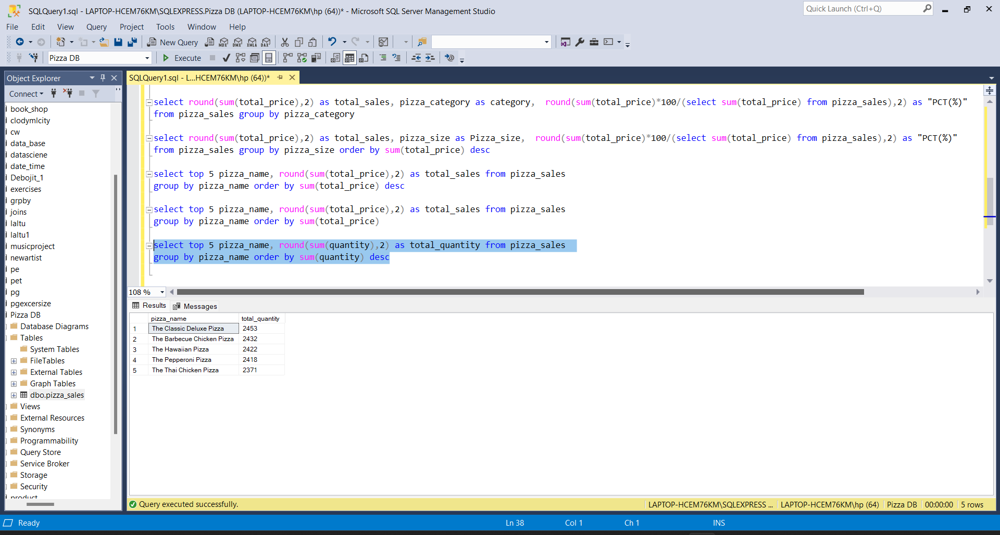 SQLQuery1.sql - LAPTOP-HCEM76KM\SQLEXPRESS.Pizza DB (LAPTOP-HCEM76KM\hp (64))* - Microsoft SQL Server Management Studio
Quick Launch (Ctrl+Q)
File Edit View Query Project Tools Window Help
New Query MDX DMX XMLA DAX
Pizza DB Execute
Object Explorer
Connect
book_shop
clodymlcity
cw
data_base
datasciene
date_time
Debojit_1
exercises
grpby
joins
laltu
laltu1
musicproject
newartist
pe
pet
pg
pgexcersize
Pizza DB
Database Diagrams
Tables
System Tables
FileTables
External Tables
Graph Tables
dbo.pizza_sales
Views
External Resources
Synonyms
Programmability
Query Store
Service Broker
Storage
Security
product
SQLQuery1.sql - L...HCEM76KM\hp (64))*
select round(sum(total_price),2) as total_sales, pizza_category as category,  round(sum(total_price)*100/(select sum(total_price) from pizza_sales),2) as "PCT(%)"
from pizza_sales group by pizza_category
select round(sum(total_price),2) as total_sales, pizza_size as Pizza_size,  round(sum(total_price)*100/(select sum(total_price) from pizza_sales),2) as "PCT(%)"
from pizza_sales group by pizza_size order by sum(total_price) desc
select top 5 pizza_name, round(sum(total_price),2) as total_sales from pizza_sales
group by pizza_name order by sum(total_price) desc
select top 5 pizza_name, round(sum(total_price),2) as total_sales from pizza_sales
group by pizza_name order by sum(total_price)
select top 5 pizza_name, round(sum(quantity),2) as total_quantity from pizza_sales
group by pizza_name order by sum(quantity) desc
108 %
Results Messages
pizza_name total_quantity
1 The Classic Deluxe Pizza 2453
2 The Barbecue Chicken Pizza 2432
3 The Hawaiian Pizza 2422
4 The Pepperoni Pizza 2418
5 The Thai Chicken Pizza 2371
Query executed successfully.
LAPTOP-HCEM76KM\SQLEXPRESS ... LAPTOP-HCEM76KM\hp (64) Pizza DB 00:00:00 5 rows
Ready Ln 38 Col 1 Ch 1 INS